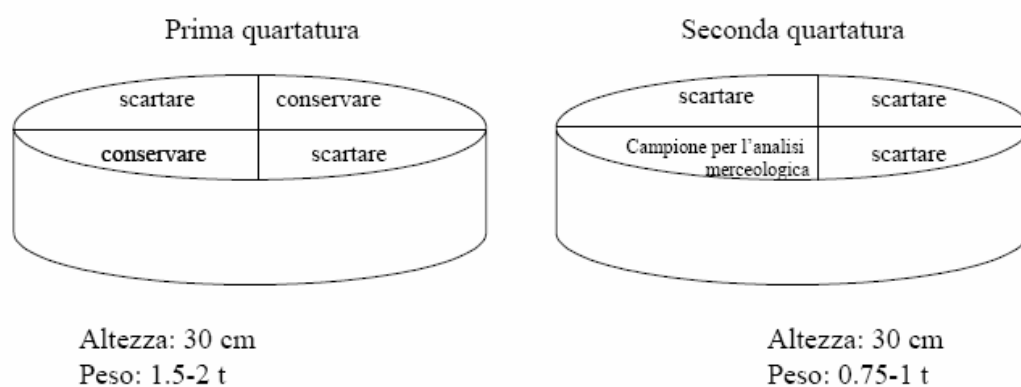 Prima quartatura
scartare
conservare
conservare
scartare
Altezza: 30 cm
Peso: 1.5-2 t
Seconda quartatura
scartare
scartare
Campione per l'analisi
merceologica
scartare
Altezza: 30 cm
Peso: 0.75-1 t